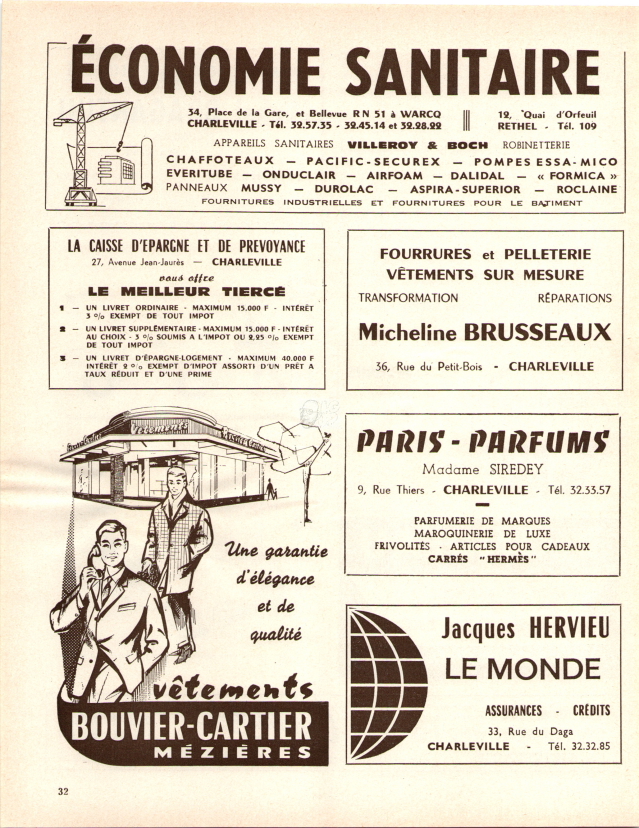 ÉCONOMIE SANITAIRE
34, Place de la Gare, et Bellevue R N 51 à WARCQ
CHARLEVILLE - Tél. 32.57.35 - 32.45.14 et 32.28.22
12, Quai d'Orfeuil
RETHEL - Tél. 109
APPAREILS SANITAIRES VILLEROY & BOCH ROBINETTERIE
CHAFFOTEAUX — PACIFIC-SECUREX — POMPES ESSA-MICO
EVERITUBE — ONDUCLAIR — AIRFOAM — DALIDAL — « FORMICA »
PANNEAUX MUSSY — DUROLAC — ASPIRA-SUPERIOR — ROCLAINE
FOURNITURES INDUSTRIELLES ET FOURNITURES POUR LE BATIMENT
LA CAISSE D'EPARGNE ET DE PREVOYANCE
27, Avenue Jean-Jaurès — CHARLEVILLE
vous offre
LE MEILLEUR TIERCÉ
1 — UN LIVRET ORDINAIRE - MAXIMUM 15.000 F - INTÉRÊT
3 % EXEMPT DE TOUT IMPOT
2 — UN LIVRET SUPPLÉMENTAIRE - MAXIMUM 15.000 F - INTÉRÊT
AU CHOIX - 3 % SOUMIS A L'IMPOT OU 2,25 % EXEMPT
DE TOUT IMPOT
3 — UN LIVRET D'ÉPARGNE-LOGEMENT - MAXIMUM 40.000 F
INTÉRÊT 2 % EXEMPT D'IMPOT ASSORTI D'UN PRÊT A
TAUX RÉDUIT ET D'UNE PRIME
FOURRURES et PELLETERIE
VÊTEMENTS SUR MESURE
TRANSFORMATION RÉPARATIONS
Micheline BRUSSEAUX
36, Rue du Petit-Bois - CHARLEVILLE
Bouvier Cartier Vêtements Bouvier Cartier
Une garantie
d'élégance
et de
qualité
vêtements
BOUVIER-CARTIER
MÉZIÈRES
PARIS - PARFUMS
Madame SIREDEY
9, Rue Thiers - CHARLEVILLE - Tél. 32.33.57
PARFUMERIE DE MARQUES
MAROQUINERIE DE LUXE
FRIVOLITÉS - ARTICLES POUR CADEAUX
CARRÉS "HERMÈS"
Jacques HERVIEU
LE MONDE
ASSURANCES - CRÉDITS
33, Rue du Daga
CHARLEVILLE - Tél. 32.32.85
32